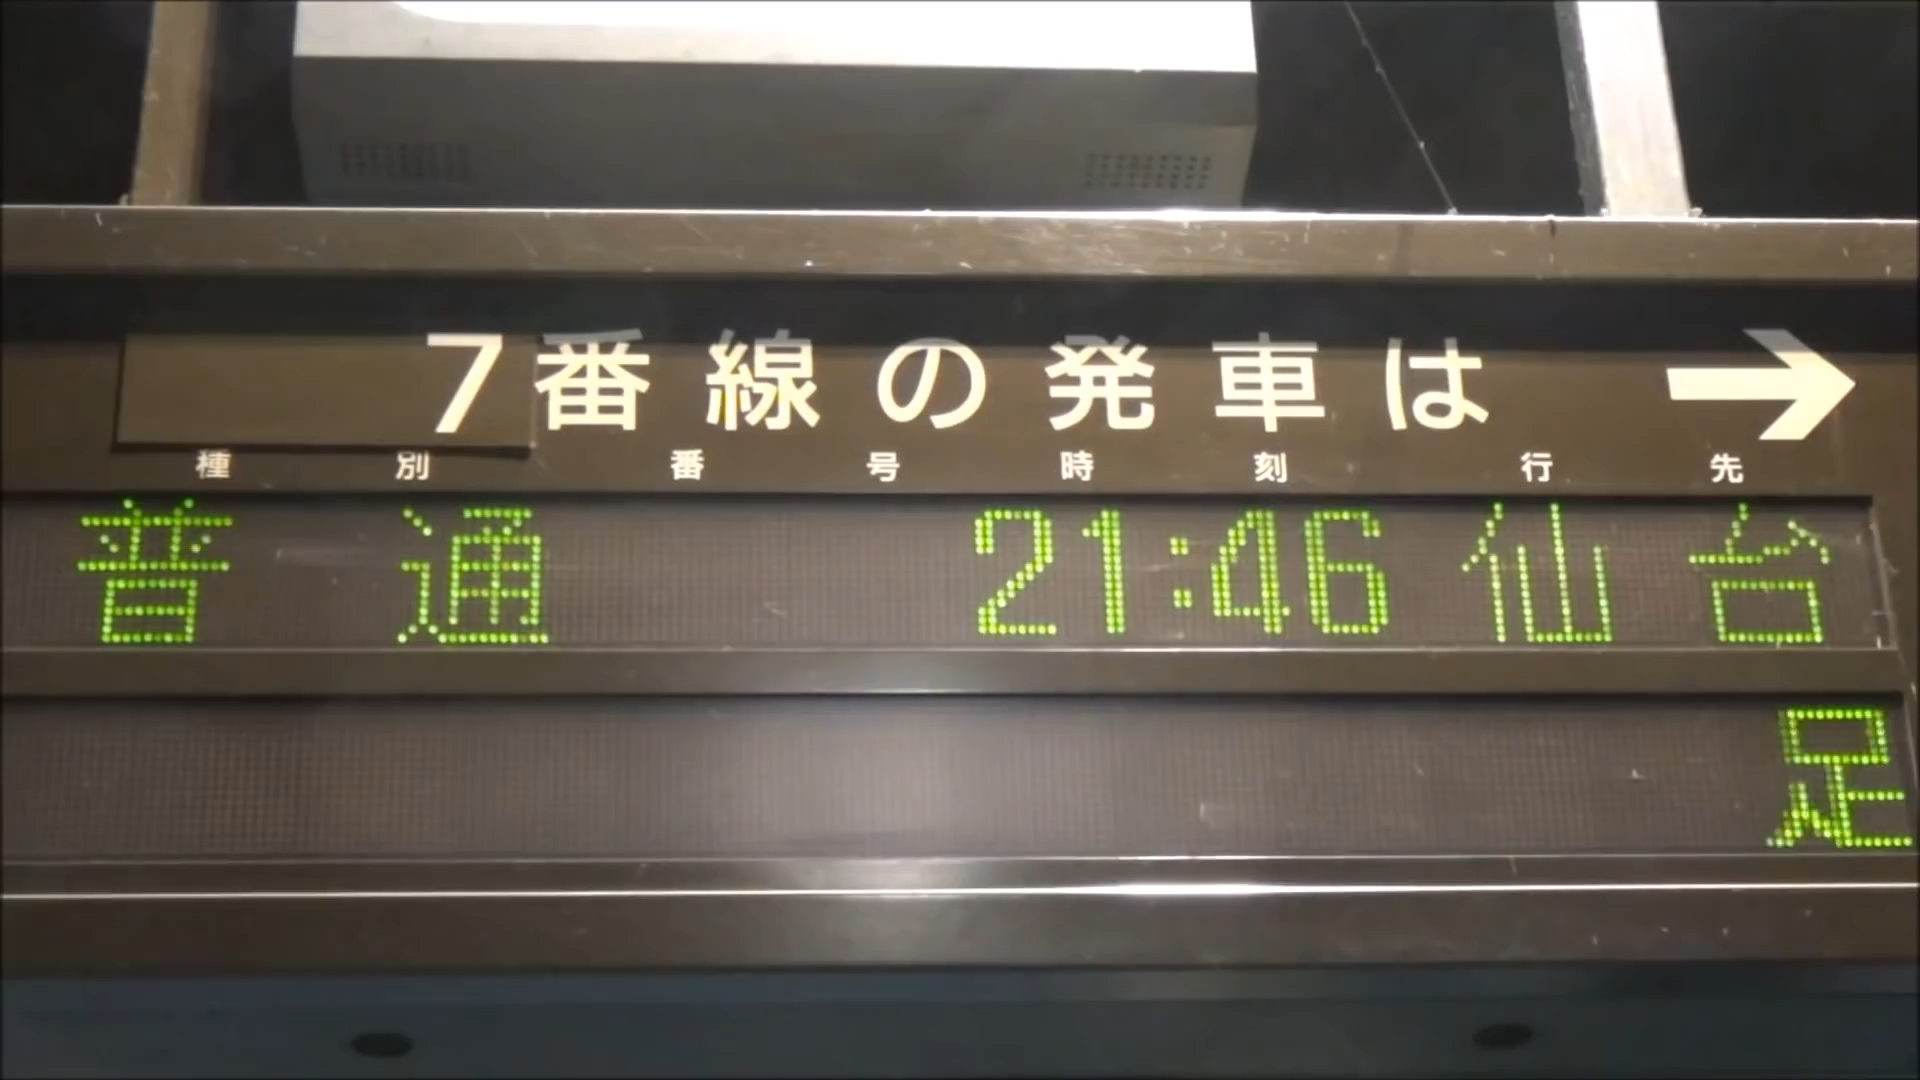 7番線の発車は →
種別 番号 時刻 行先
普通 21:46 仙台
足